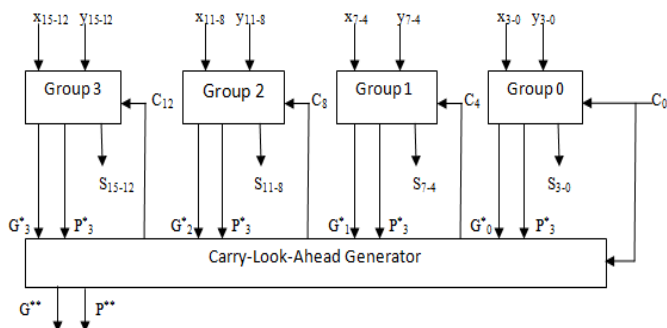 x15-12 y15-12 x11-8 y11-8 x7-4 y7-4 x3-0 y3-0
Group 3 C12 Group 2 C8 Group 1 C4 Group 0 C0
S15-12 S11-8 S7-4 S3-0
G*3 P*3 G*2 P*3 G*1 P*3 G*0 P*3
Carry-Look-Ahead Generator
G** P**